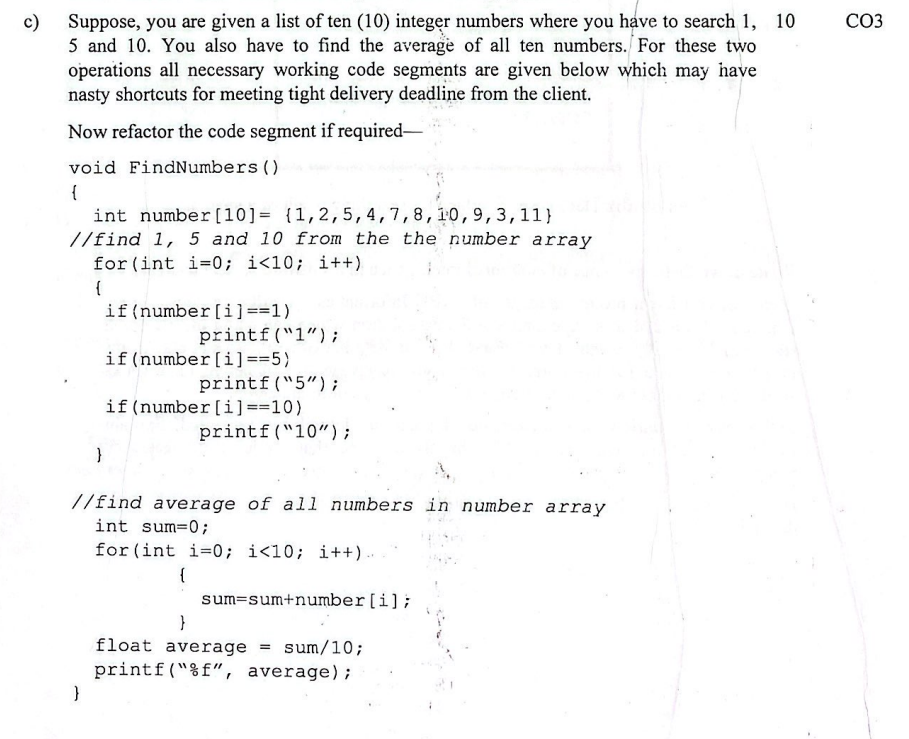 c) Suppose, you are given a list of ten (10) integer numbers where you have to search 1, 10 CO3
5 and 10. You also have to find the average of all ten numbers. For these two
operations all necessary working code segments are given below which may have
nasty shortcuts for meeting tight delivery deadline from the client.
Now refactor the code segment if required—
void FindNumbers()
{
int number[10]= {1,2,5,4,7,8,10,9,3,11}
//find 1, 5 and 10 from the the number array
for(int i=0; i<10; i++)
{
if(number[i]==1)
printf("1");
if(number[i]==5)
printf("5");
if(number[i]==10)
printf("10");
}
//find average of all numbers in number array
int sum=0;
for(int i=0; i<10; i++)
{
sum=sum+number[i];
}
float average = sum/10;
printf("%f", average);
}